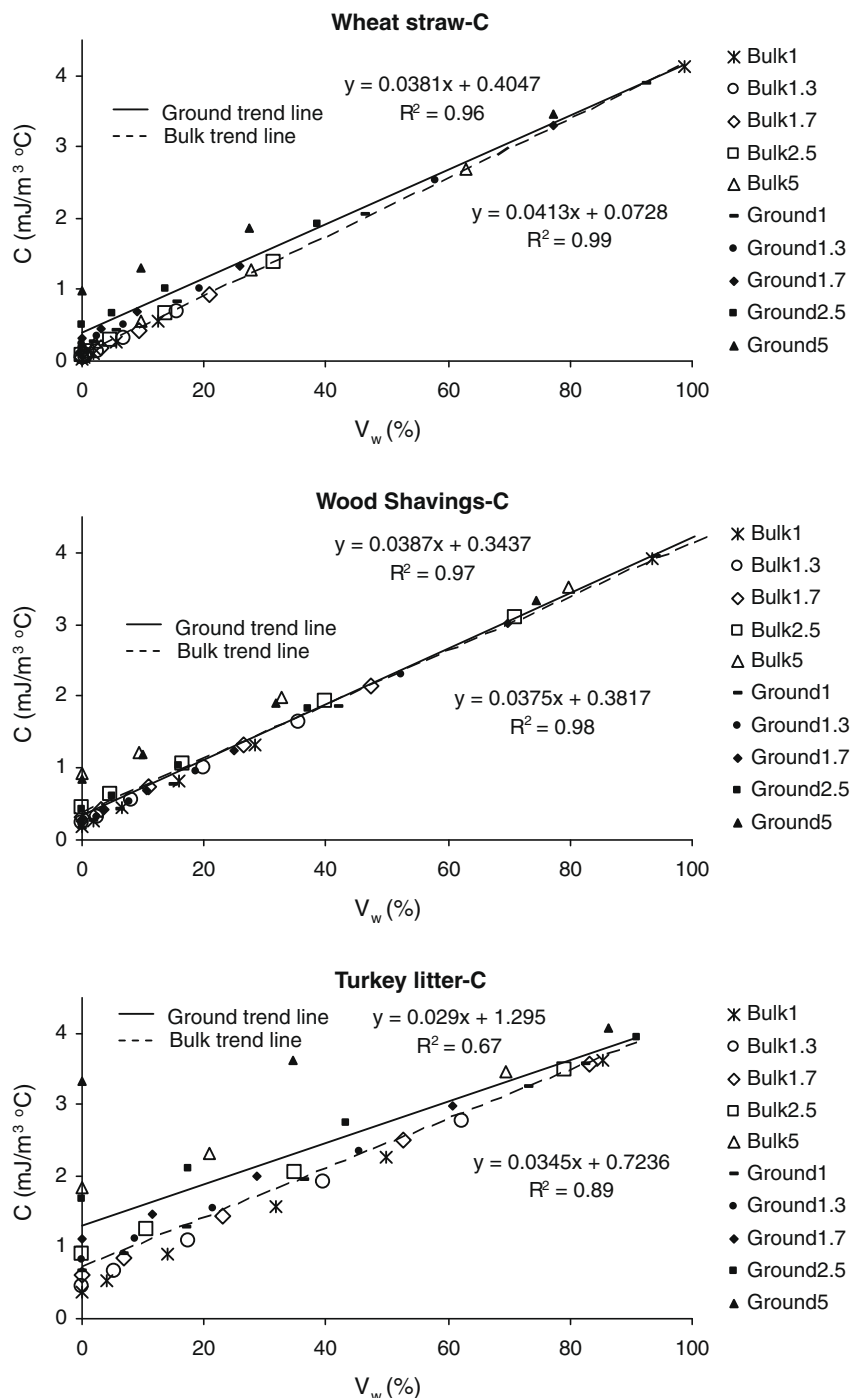 Wheat straw-C
C (mJ/m³ °C)
4
3
2
1
0
0 20 40 60 80 100
V_w (%)
y = 0.0381x + 0.4047
R² = 0.96
Ground trend line
Bulk trend line
y = 0.0413x + 0.0728
R² = 0.99
Bulk1
Bulk1.3
Bulk1.7
Bulk2.5
Bulk5
Ground1
Ground1.3
Ground1.7
Ground2.5
Ground5
Wood Shavings-C
C (mJ/m³ °C)
4
3
2
1
0
0 20 40 60 80 100
V_w (%)
y = 0.0387x + 0.3437
R² = 0.97
Ground trend line
Bulk trend line
y = 0.0375x + 0.3817
R² = 0.98
Bulk1
Bulk1.3
Bulk1.7
Bulk2.5
Bulk5
Ground1
Ground1.3
Ground1.7
Ground2.5
Ground5
Turkey litter-C
C (mJ/m³ °C)
4
3
2
1
0
0 20 40 60 80 100
V_w (%)
Ground trend line
Bulk trend line
y = 0.029x + 1.295
R² = 0.67
y = 0.0345x + 0.7236
R² = 0.89
Bulk1
Bulk1.3
Bulk1.7
Bulk2.5
Bulk5
Ground1
Ground1.3
Ground1.7
Ground2.5
Ground5